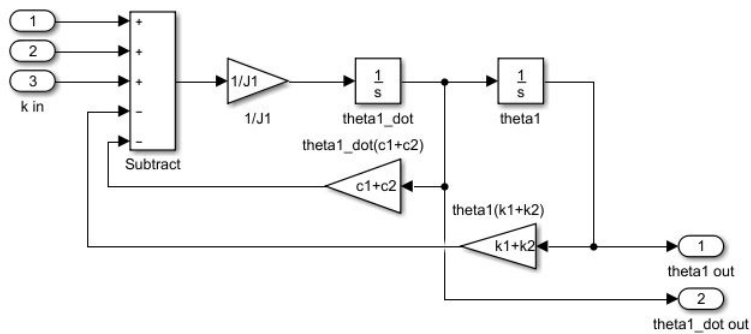 1
+
2
+
3
+
k in
−
−
Subtract
1/J1
1/J1
1
s
theta1_dot
1
s
theta1
theta1_dot(c1+c2)
c1+c2
theta1(k1+k2)
k1+k2
1
theta1 out
2
theta1_dot out